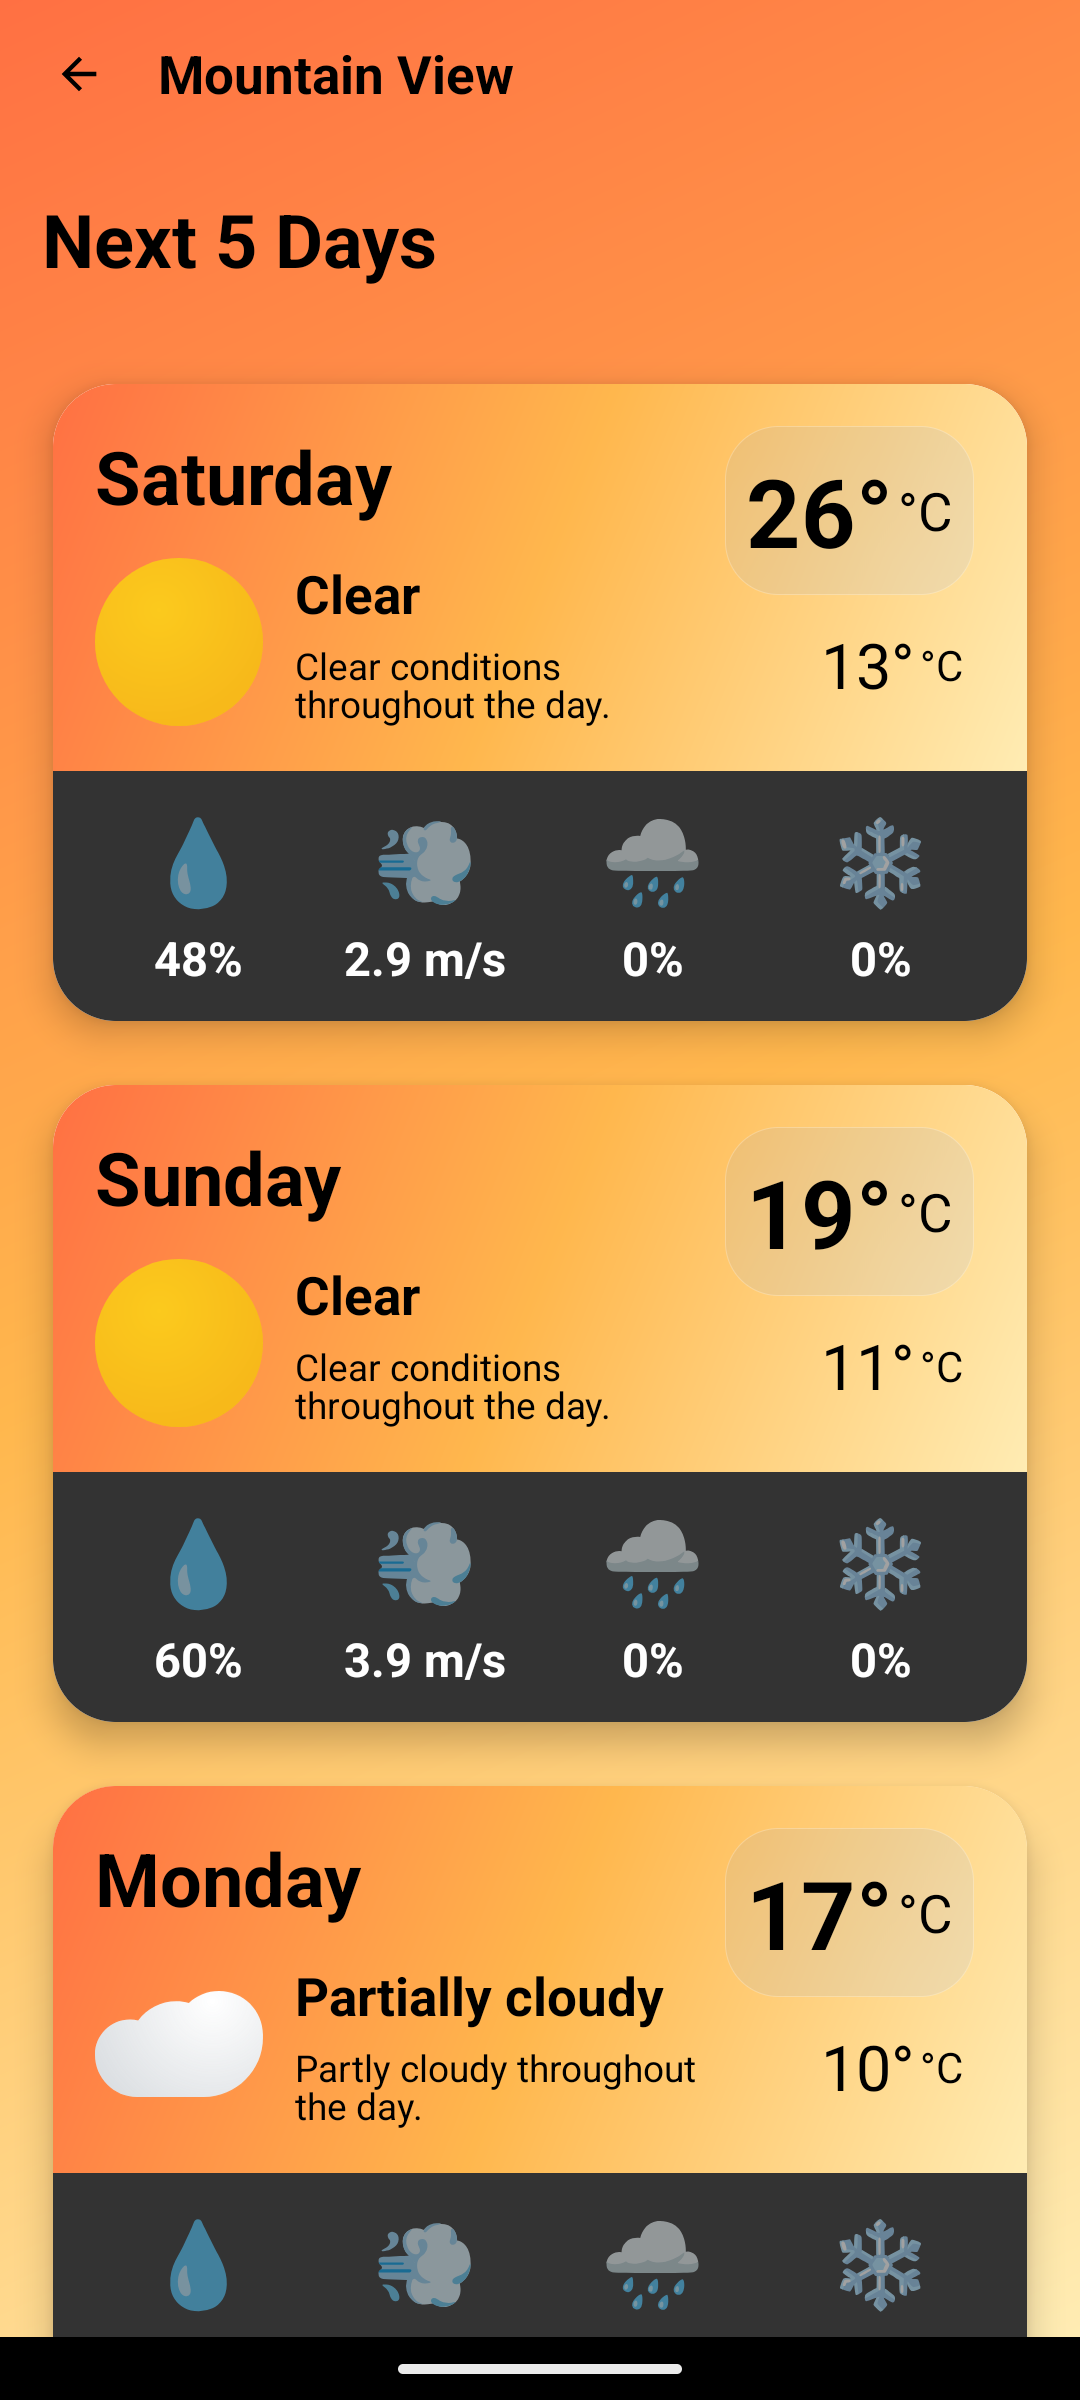 Mountain View
Next 5 Days
Saturday
26° °C
Clear
Clear conditions
throughout the day.
13° °C
48%
2.9 m/s
0%
0%
Sunday
19° °C
Clear
Clear conditions
throughout the day.
11° °C
60%
3.9 m/s
0%
0%
Monday
17° °C
Partially cloudy
Partly cloudy throughout
the day.
10° °C